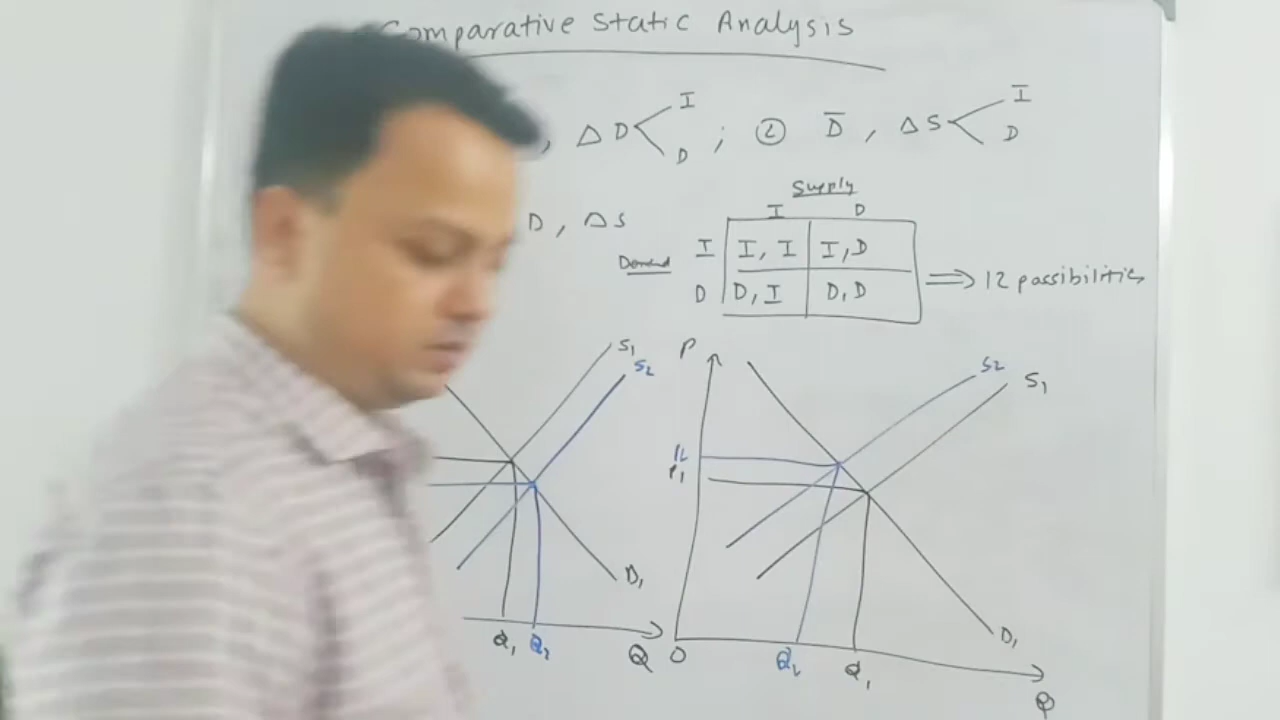 Comparative Static Analysis
, Δ D < I D ; ② D̅ , Δ S < I D
D , Δ S
Supply
I D
Demand I I, I I, D
D D, I D, D ⟹ 12 possibilities
S₁
S₂
D₁
Q₁ Q₂ Q
P
S₂
S₁
P₂
P₁
D₁
O Q₂ Q₁ Q